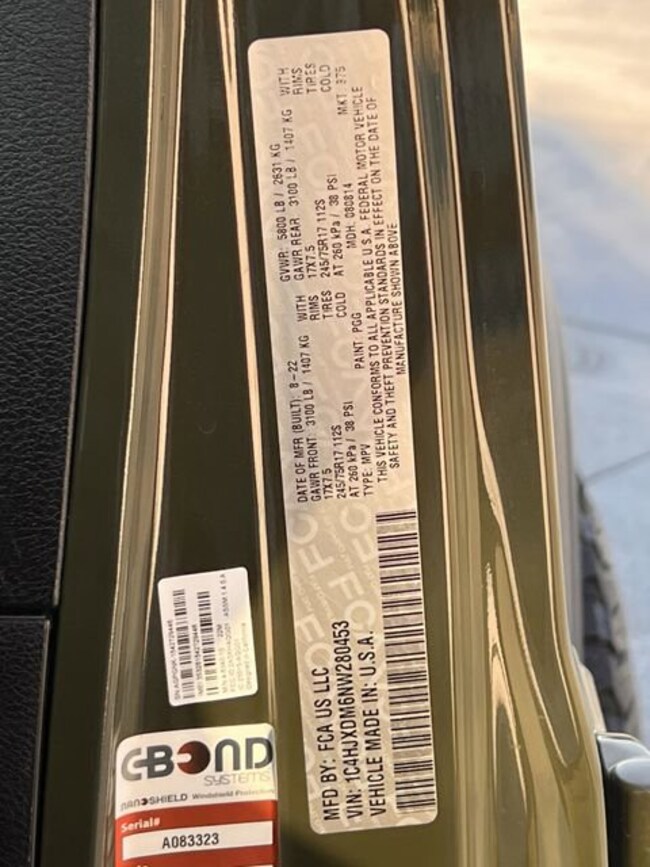 MFD BY: FCA US LLC
VIN: 1C4HJXDM6NW280453
VEHICLE MADE IN: U.S.A.
DATE OF MFR (BUILT): 8-22 GVWR: 5800 LB / 2631 KG
GAWR FRONT: 3100 LB / 1407 KG WITH GAWR REAR 3100 LB / 1407 KG WITH
17X7.5 RIMS 17X7.5 RIMS
245/75R17 112S TIRES 245/75R17 112S TIRES
AT 260 kPa / 38 PSI COLD AT 260 kPa / 38 PSI COLD
TYPE: MPV PAINT: PGG MDH: 080814 MKT: 975
THIS VEHICLE CONFORMS TO ALL APPLICABLE U.S.A. FEDERAL MOTOR VEHICLE
SAFETY AND THEFT PREVENTION STANDARDS IN EFFECT ON THE DATE OF
MANUFACTURE SHOWN ABOVE
C-BOND
SYSTEMS
NANOSHIELD Windshield Protection
Serial#
A083323